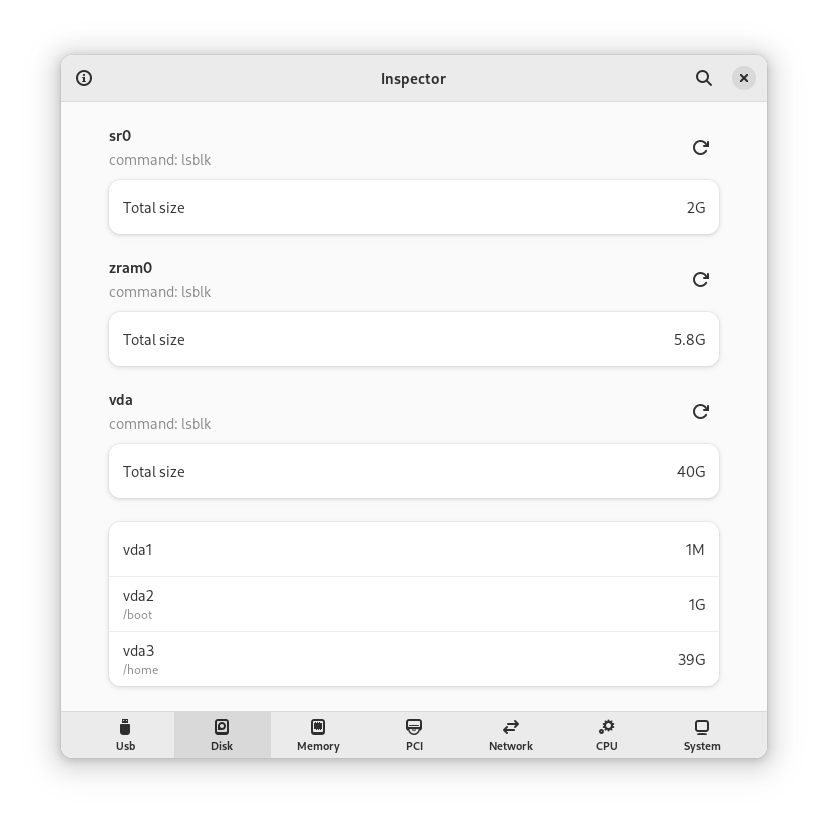 Inspector
sr0
command: lsblk
Total size 2G
zram0
command: lsblk
Total size 5.8G
vda
command: lsblk
Total size 40G
vda1 1M
vda2
/boot
1G
vda3
/home
39G
Usb Disk Memory PCI Network CPU System